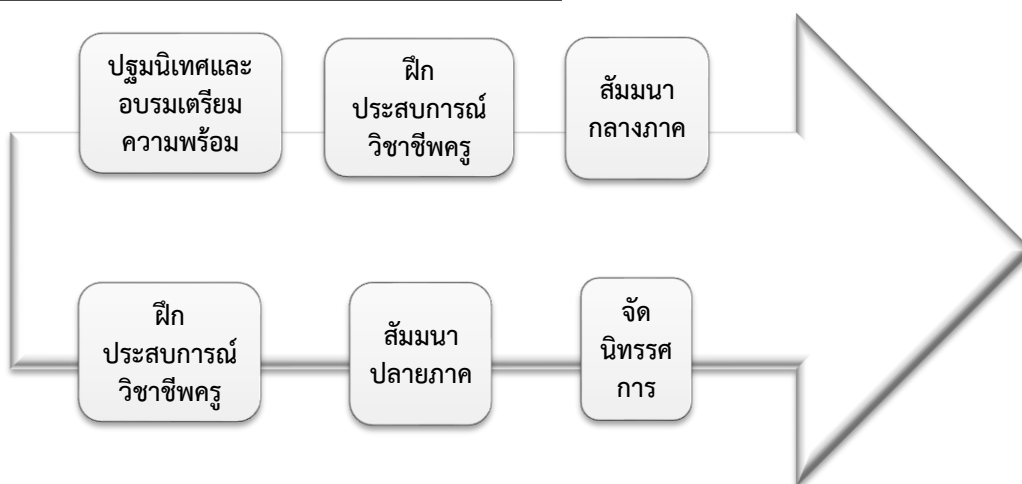 ปฐมนิเทศและ
อบรมเตรียม
ความพร้อม
ฝึก
ประสบการณ์
วิชาชีพครู
สัมมนา
กลางภาค
ฝึก
ประสบการณ์
วิชาชีพครู
สัมมนา
ปลายภาค
จัด
นิทรรศ
การ